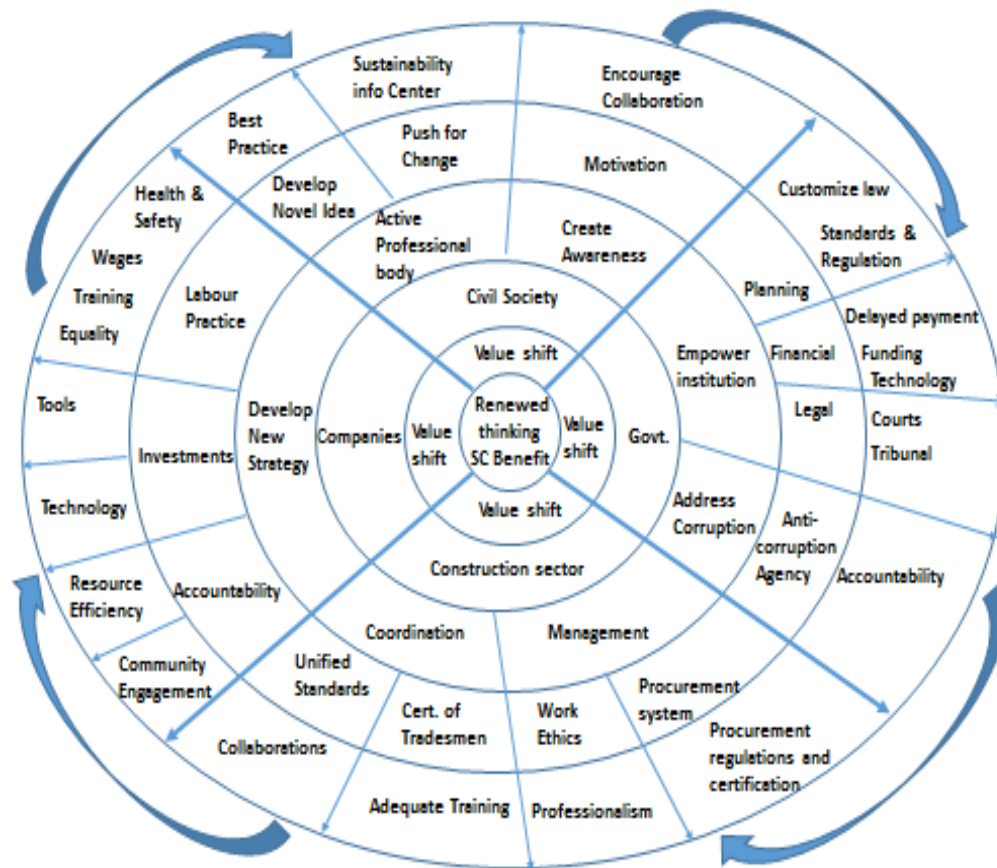 Sustainability
info Center
Encourage
Collaboration
Best
Practice
Push for
Change
Motivation
Health &
Safety
Develop
Novel Idea
Customize law
Active
Professional
body
Create
Awareness
Standards &
Regulation
Wages
Training
Equality
Labour
Practice
Civil Society
Planning
Delayed payment
Value shift
Empower
institution
Financial
Funding
Technology
Tools
Develop
New
Strategy
Companies
Value
shift
Renewed
thinking
SC Benefit
Value
shift
Govt.
Legal
Courts
Tribunal
Investments
Technology
Value shift
Address
Corruption
Anti-
corruption
Agency
Accountability
Resource
Efficiency
Accountability
Construction sector
Coordination
Management
Community
Engagement
Unified
Standards
Cert. of
Tradesmen
Work
Ethics
Procurement
system
Collaborations
Procurement
regulations and
certification
Adequate Training
Professionalism